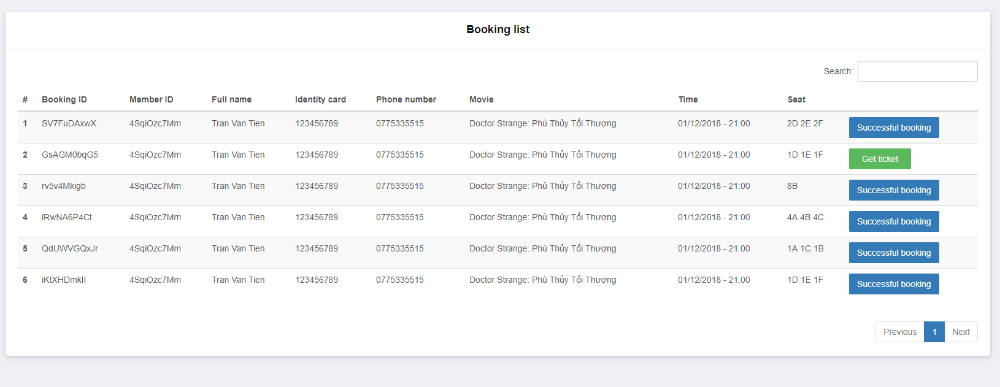 Booking list
Search:
# Booking ID Member ID Full name Identity card Phone number Movie Time Seat
1 SV7FuDAxwX 4SqiOzc7Mm Tran Van Tien 123456789 0775335515 Doctor Strange: Phù Thủy Tối Thượng 01/12/2018 - 21:00 2D 2E 2F Successful booking
2 GsAGM0bqG5 4SqiOzc7Mm Tran Van Tien 123456789 0775335515 Doctor Strange: Phù Thủy Tối Thượng 01/12/2018 - 21:00 1D 1E 1F Get ticket
3 rv5v4Mkigb 4SqiOzc7Mm Tran Van Tien 123456789 0775335515 Doctor Strange: Phù Thủy Tối Thượng 01/12/2018 - 21:00 8B Successful booking
4 IRwNA6P4Ct 4SqiOzc7Mm Tran Van Tien 123456789 0775335515 Doctor Strange: Phù Thủy Tối Thượng 01/12/2018 - 21:00 4A 4B 4C Successful booking
5 QdUWVGQxJr 4SqiOzc7Mm Tran Van Tien 123456789 0775335515 Doctor Strange: Phù Thủy Tối Thượng 01/12/2018 - 21:00 1A 1C 1B Successful booking
6 iKtXHDmkII 4SqiOzc7Mm Tran Van Tien 123456789 0775335515 Doctor Strange: Phù Thủy Tối Thượng 01/12/2018 - 21:00 1D 1E 1F Successful booking
Previous 1 Next